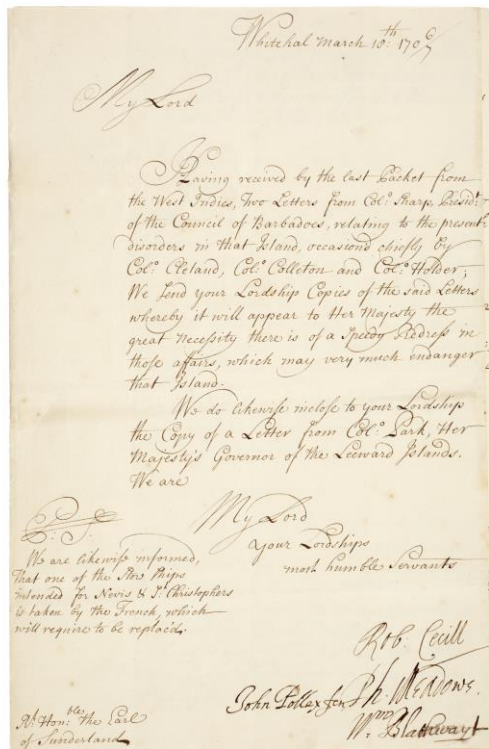 Whitehal March 10:th 170 6/7
My Lord
Having received by the last Packet from
the West Indies, Two Letters from Col:o Sharp, Presid:t
of the Council of Barbadoes, relating to the present
disorders in that Island, occasion'd chiefly by
Col:o Cleland, Col:o Colleton and Col:o Holder;
We send your Lordship Copies of the said Letters
whereby it will appear to Her Majesty the
great necessity there is of a Speedy Redress in
those affairs, which may very much endanger
that Island.
We do likewise inclose to your Lordship
the Copy of a Letter from Col:o Park, Her
Majesty's Governor of the Leeward Islands.
We are
My Lord
Your Lordships
most humble Servants
P. S.
We are likewise informed,
that one of the Store Ships
intended for Nevis & S:t Christophers
is taken by the French, which
will require to be replac'd.
Rob: Cecill
Ph. Meadows.
John Pollexfen
W:m Blathwayt
R:t Hon:ble the Earl
of Sunderland